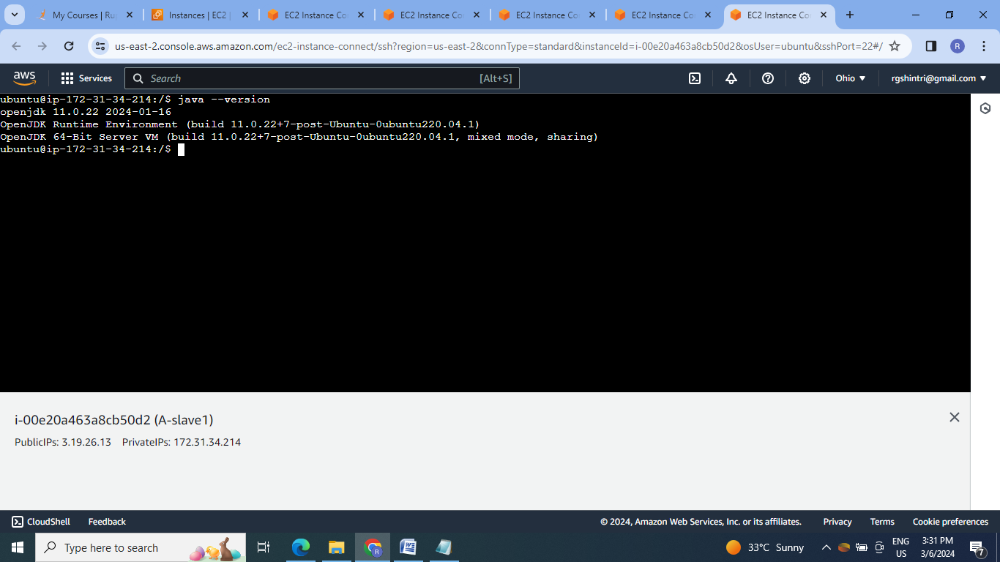 My Courses | Ru
Instances | EC2 |
EC2 Instance Co
EC2 Instance Co
EC2 Instance Co
EC2 Instance Co
EC2 Instance Co
us-east-2.console.aws.amazon.com/ec2-instance-connect/ssh?region=us-east-2&connType=standard&instanceId=i-00e20a463a8cb50d2&osUser=ubuntu&sshPort=22#/
R
aws
Services
Search
[Alt+S]
Ohio
rgshintri@gmail.com
ubuntu@ip-172-31-34-214:/$ java --version
openjdk 11.0.22 2024-01-16
OpenJDK Runtime Environment (build 11.0.22+7-post-Ubuntu-0ubuntu220.04.1)
OpenJDK 64-Bit Server VM (build 11.0.22+7-post-Ubuntu-0ubuntu220.04.1, mixed mode, sharing)
ubuntu@ip-172-31-34-214:/$
i-00e20a463a8cb50d2 (A-slave1)
PublicIPs: 3.19.26.13 PrivateIPs: 172.31.34.214
CloudShell
Feedback
© 2024, Amazon Web Services, Inc. or its affiliates.
Privacy
Terms
Cookie preferences
Type here to search
R
33°C Sunny
ENG
US
3:31 PM
3/6/2024
7